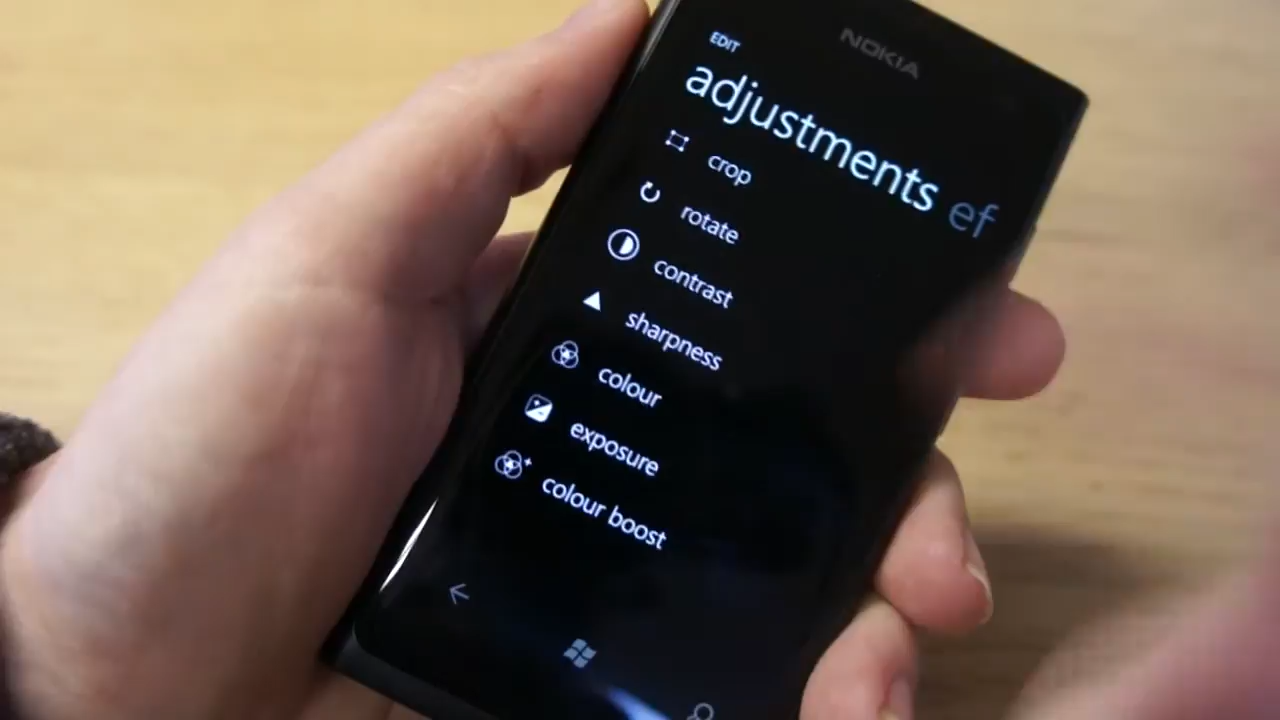 NOKIA
EDIT
adjustments ef
crop
rotate
contrast
sharpness
colour
exposure
colour boost